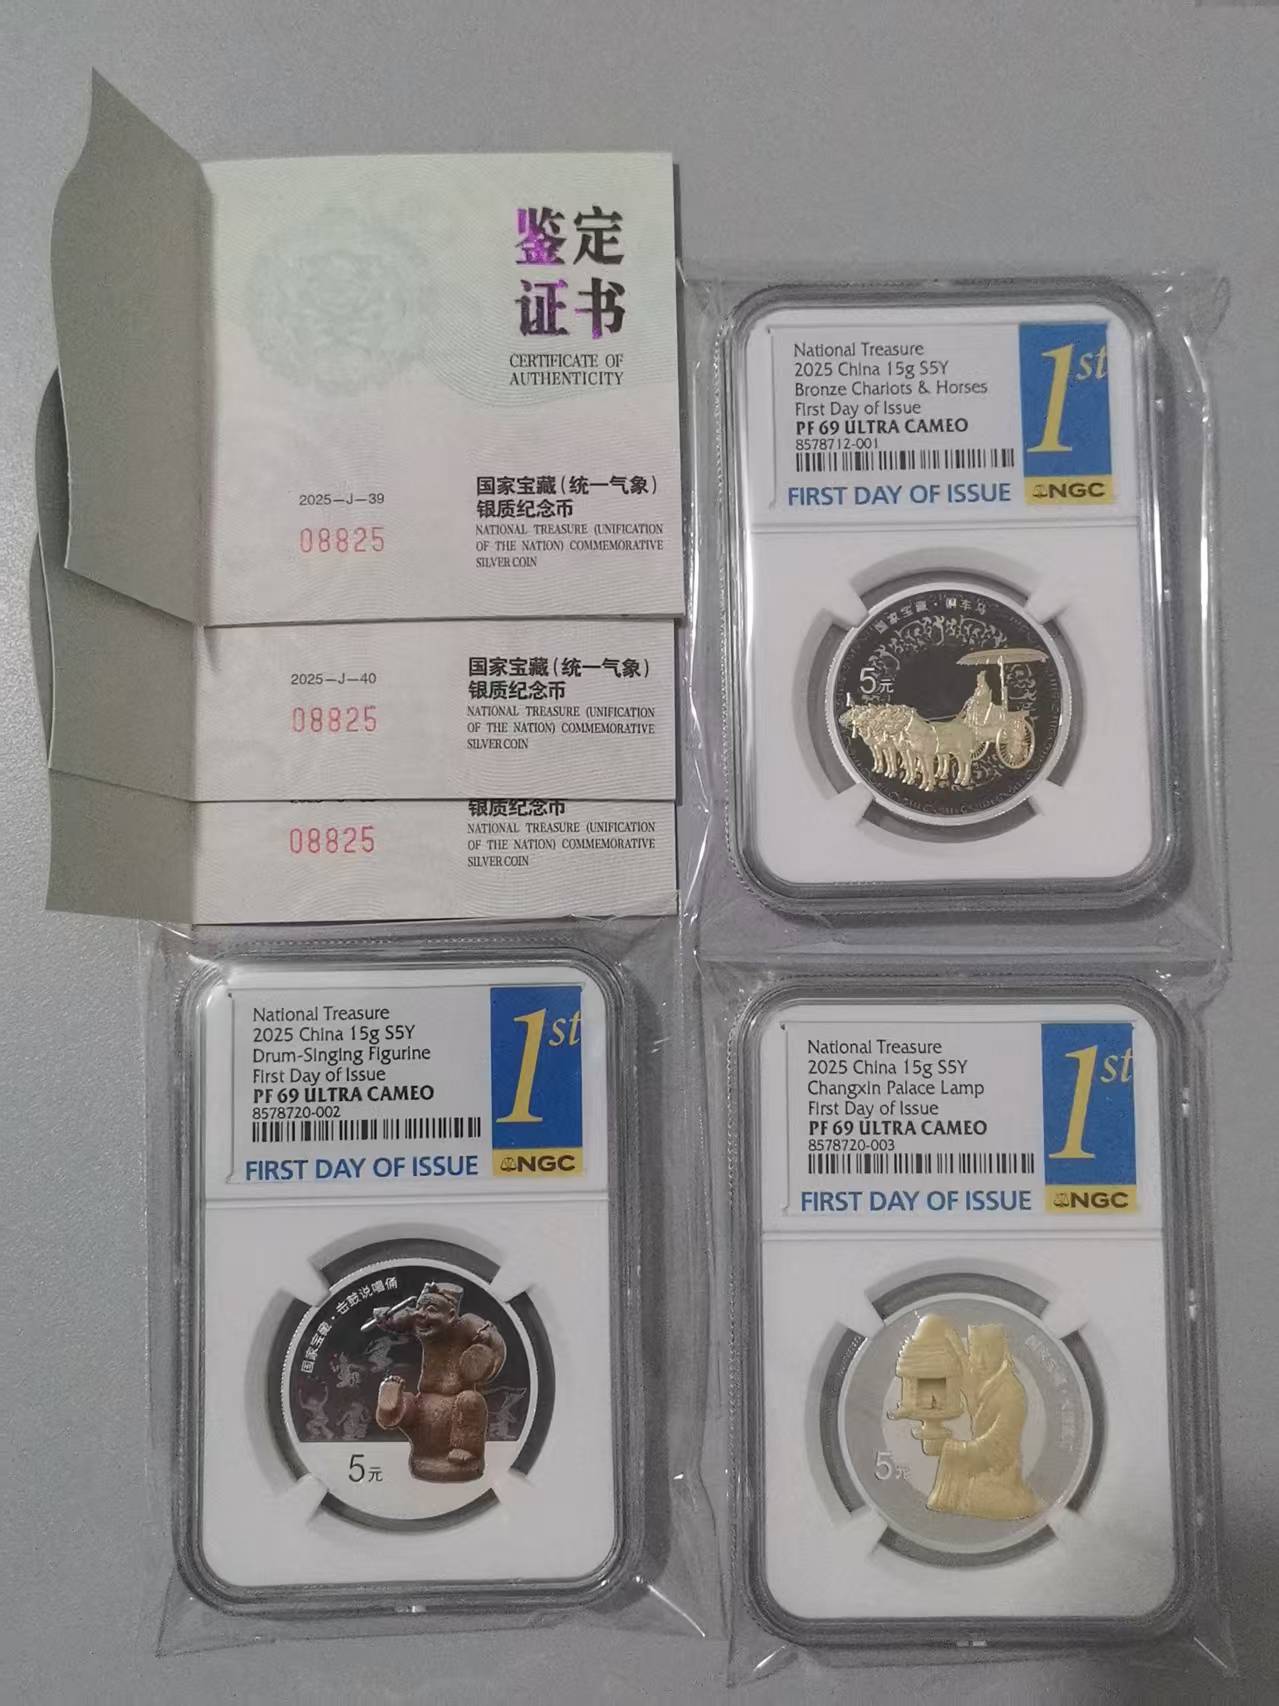 鉴定
证书
CERTIFICATE OF
AUTHENTICITY
2025-J-39
08825
国家宝藏(统一气象)
银质纪念币
NATIONAL TREASURE (UNIFICATION
OF THE NATION) COMMEMORATIVE
SILVER COIN
2025-J-40
08825
国家宝藏(统一气象)
银质纪念币
NATIONAL TREASURE (UNIFICATION
OF THE NATION) COMMEMORATIVE
SILVER COIN
08825
银质纪念币
NATIONAL TREASURE (UNIFICATION
OF THE NATION) COMMEMORATIVE
SILVER COIN
National Treasure
2025 China 15g S5Y
Bronze Chariots & Horses
First Day of Issue
PF 69 ULTRA CAMEO
8578712-001
FIRST DAY OF ISSUE
1st
NGC
国家宝藏·铜车马
5元
National Treasure
2025 China 15g S5Y
Drum-Singing Figurine
First Day of Issue
PF 69 ULTRA CAMEO
8578720-002
FIRST DAY OF ISSUE
1st
NGC
国家宝藏·击鼓说唱俑
5元
National Treasure
2025 China 15g S5Y
Changxin Palace Lamp
First Day of Issue
PF 69 ULTRA CAMEO
8578720-003
FIRST DAY OF ISSUE
1st
NGC
5元